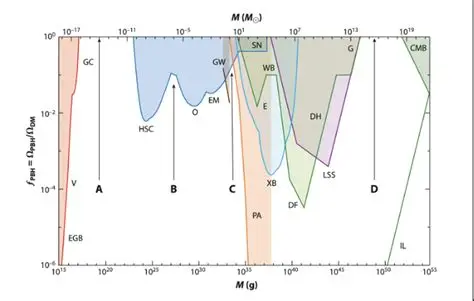 M (M⊙)
10⁻¹⁷ 10⁻¹¹ 10⁻⁵ 10¹ 10⁷ 10¹³ 10¹⁹
10⁰
10⁻²
10⁻⁴
10⁻⁶
f_PBH = Ω_PBH/Ω_DM
GC
GW
SN
WB
G
CMB
HSC
O
EM
E
DH
LSS
XB
V
A
B
C
D
PA
DF
EGB
IL
10¹⁵ 10²⁰ 10²⁵ 10³⁰ 10³⁵ 10⁴⁰ 10⁴⁵ 10⁵⁰ 10⁵⁵
M (g)